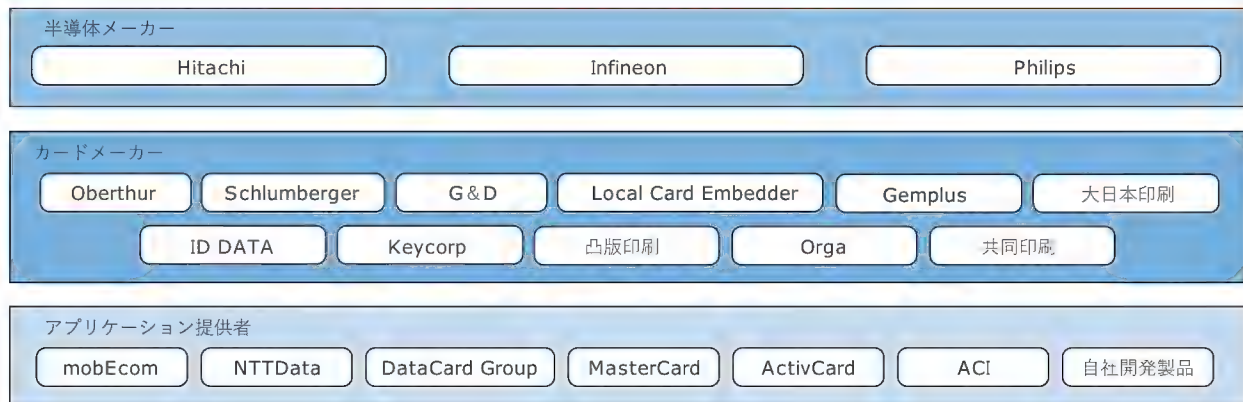 半導体メーカー
Hitachi Infineon Philips
カードメーカー
Oberthur Schlumberger G&D Local Card Embedder Gemplus 大日本印刷
ID DATA Keycorp 凸版印刷 Orga 共同印刷
アプリケーション提供者
mobEcom NTTData DataCard Group MasterCard ActivCard ACI 自社開発製品